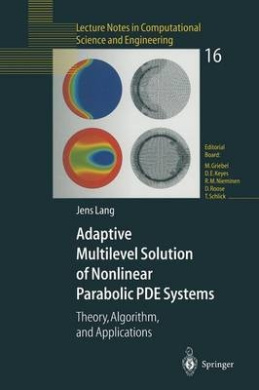 Lecture Notes in Computational
Science and Engineering
16
Editorial
Board:
M. Griebel
D. E. Keyes
R. M. Nieminen
D. Roose
T. Schlick
Jens Lang
Adaptive
Multilevel Solution
of Nonlinear
Parabolic PDE Systems
Theory, Algorithm,
and Applications
Springer